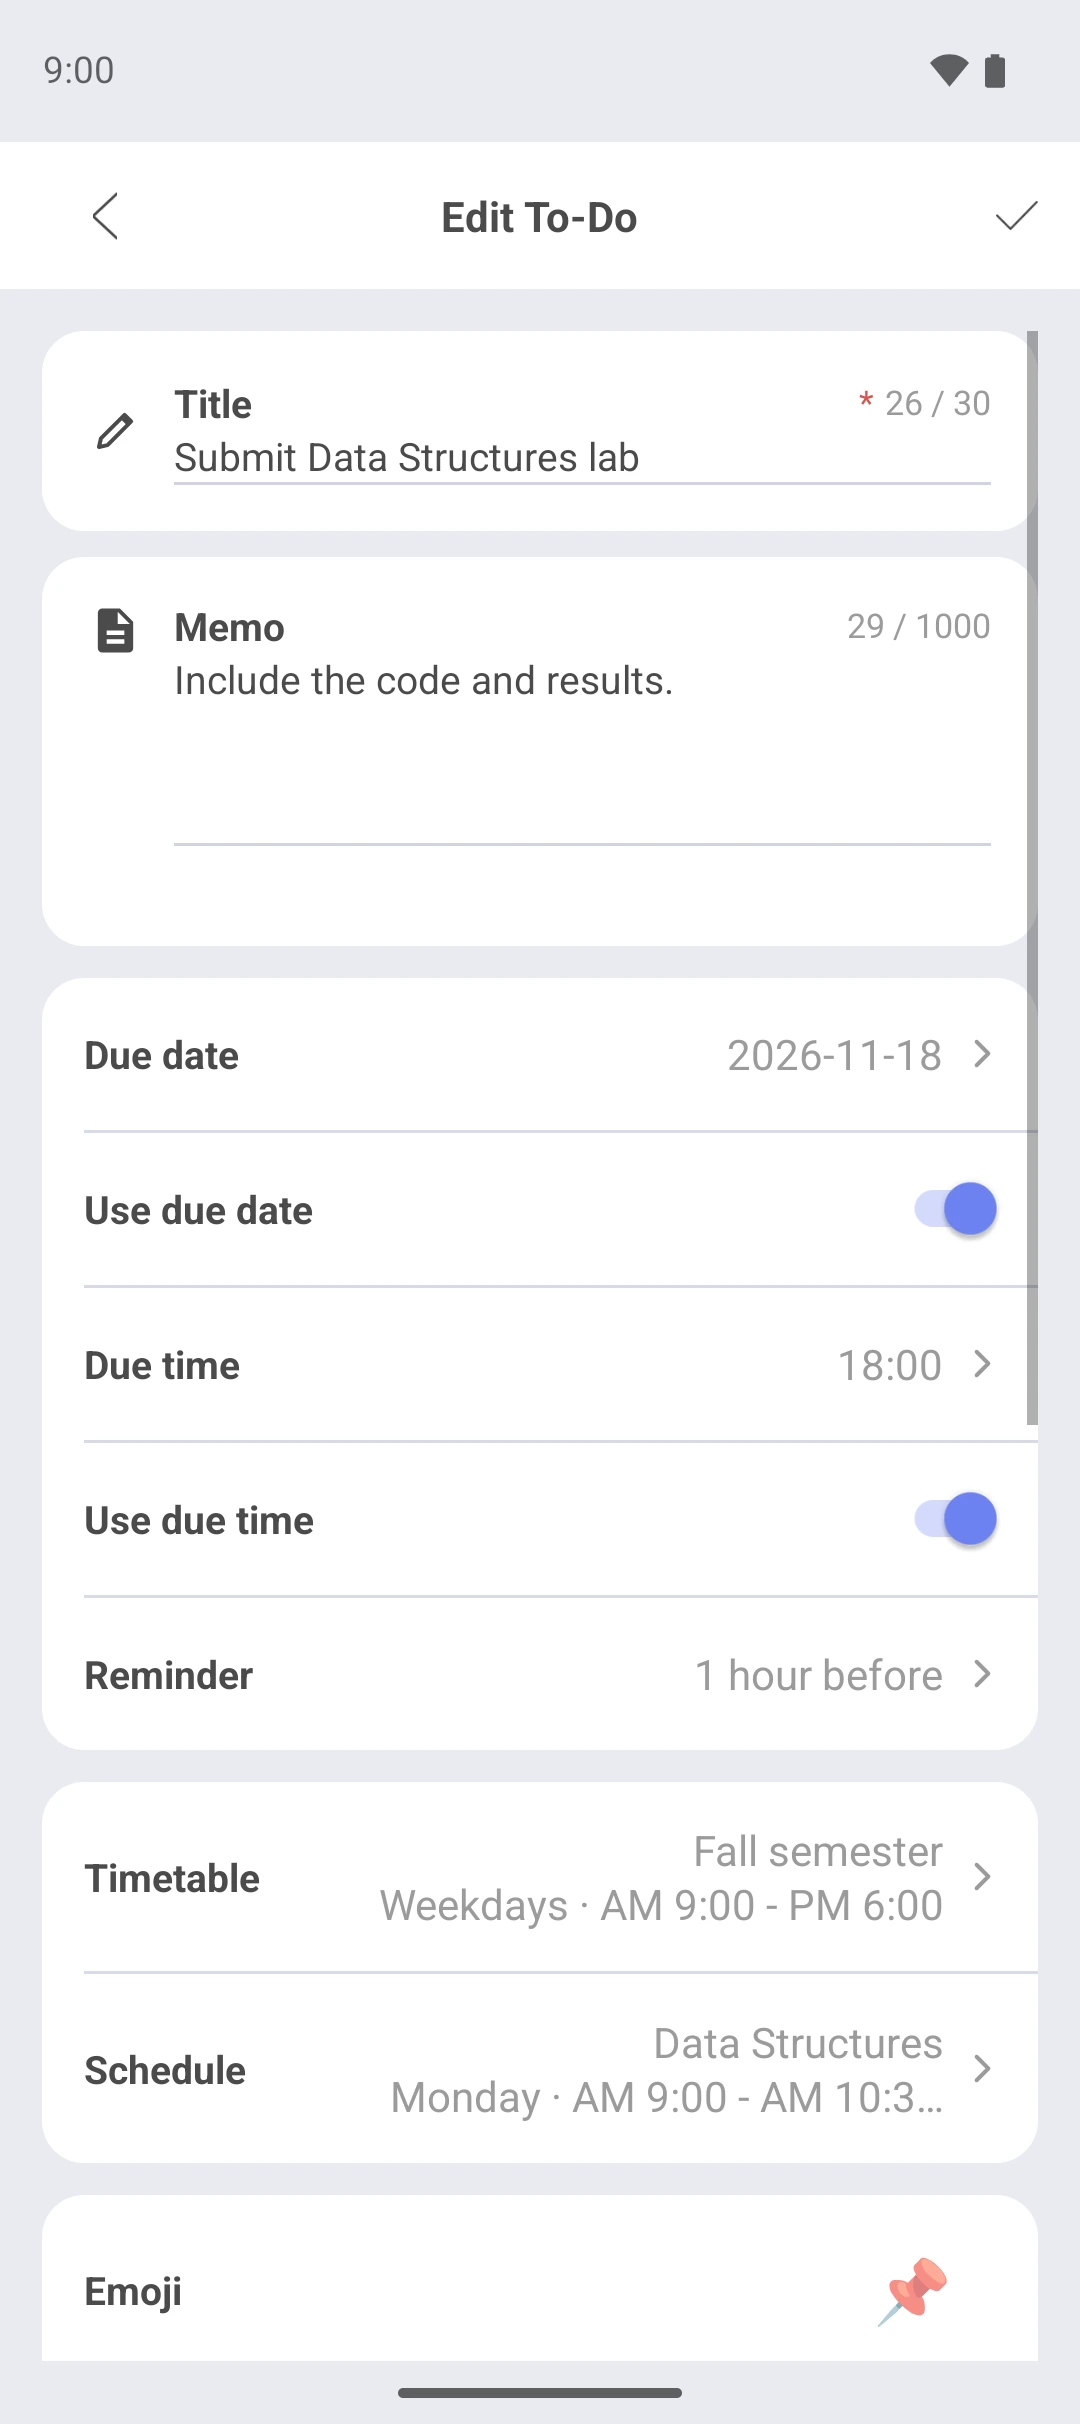 9:00
Edit To-Do
Title
* 26 / 30
Submit Data Structures lab
Memo
29 / 1000
Include the code and results.
Due date
2026-11-18
Use due date
Due time
18:00
Use due time
Reminder
1 hour before
Timetable
Fall semester
Weekdays · AM 9:00 - PM 6:00
Schedule
Data Structures
Monday · AM 9:00 - AM 10:3...
Emoji